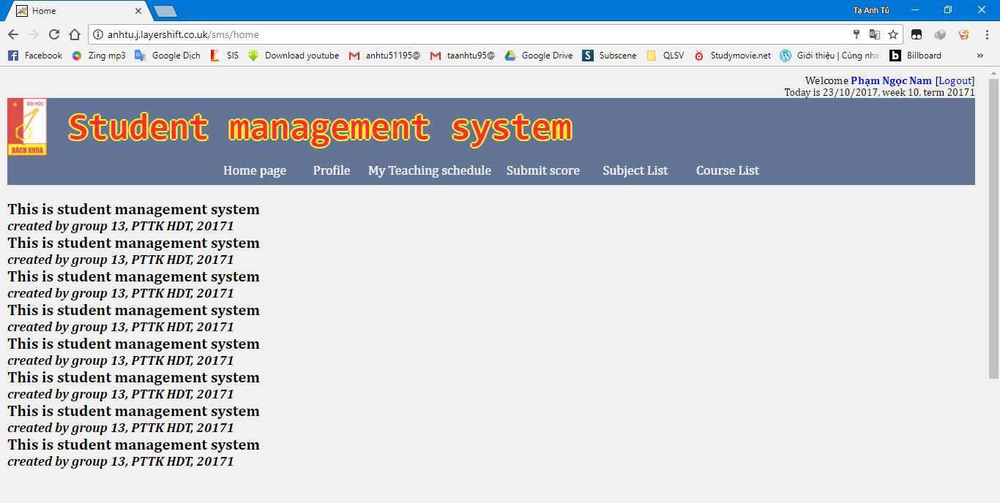 Home
Tạ Anh Tú
anhtu.j.layershift.co.uk/sms/home
Facebook Zing mp3 Google Dịch SIS Download youtube anhtu51195@ taanhtu95@ Google Drive Subscene QLSV Studymovie.net Giới thiệu | Cùng nha Billboard »
Welcome Phạm Ngọc Nam [Logout]
Today is 23/10/2017, week 10, term 20171
ĐẠI HỌC
BÁCH KHOA
Student management system
Home page Profile My Teaching schedule Submit score Subject List Course List
This is student management system
created by group 13, PTTK HDT, 20171
This is student management system
created by group 13, PTTK HDT, 20171
This is student management system
created by group 13, PTTK HDT, 20171
This is student management system
created by group 13, PTTK HDT, 20171
This is student management system
created by group 13, PTTK HDT, 20171
This is student management system
created by group 13, PTTK HDT, 20171
This is student management system
created by group 13, PTTK HDT, 20171
This is student management system
created by group 13, PTTK HDT, 20171